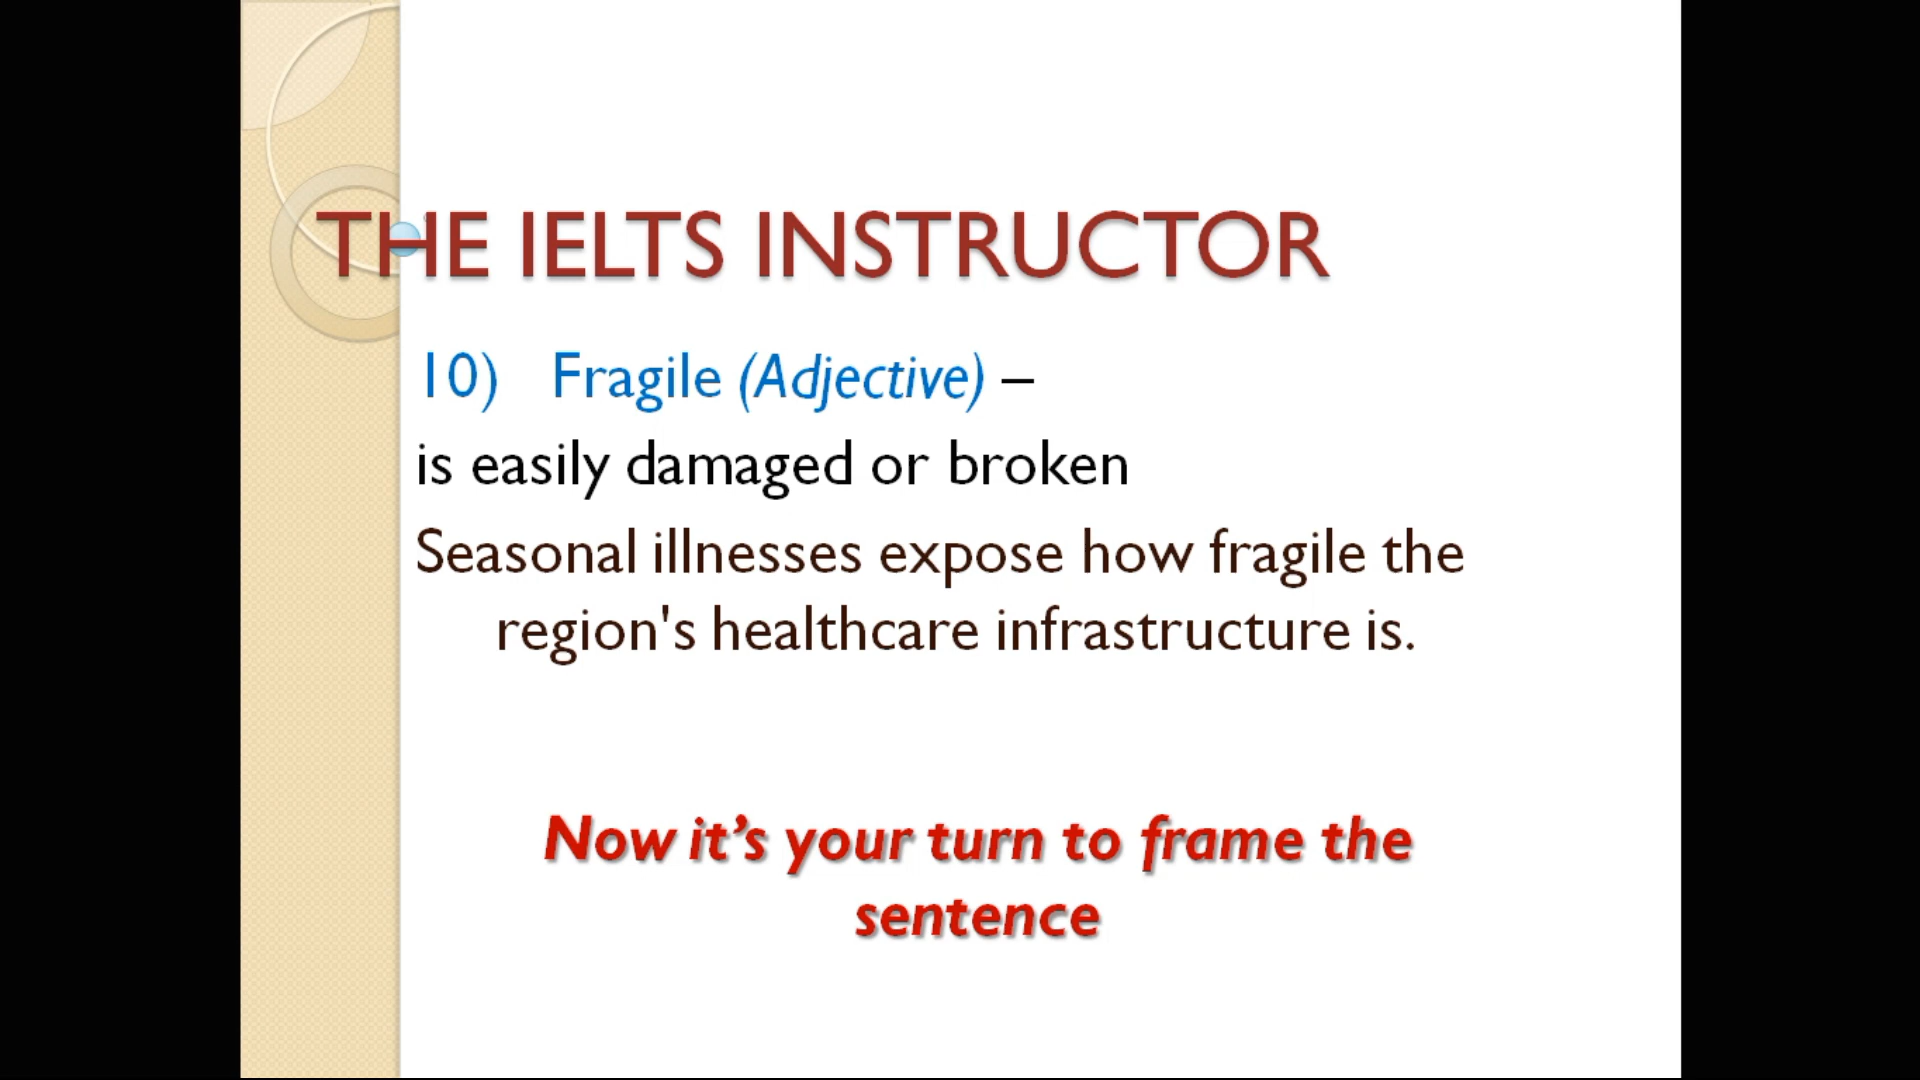 THE IELTS INSTRUCTOR
10) Fragile (Adjective) –
is easily damaged or broken
Seasonal illnesses expose how fragile the
region's healthcare infrastructure is.
Now it’s your turn to frame the
sentence